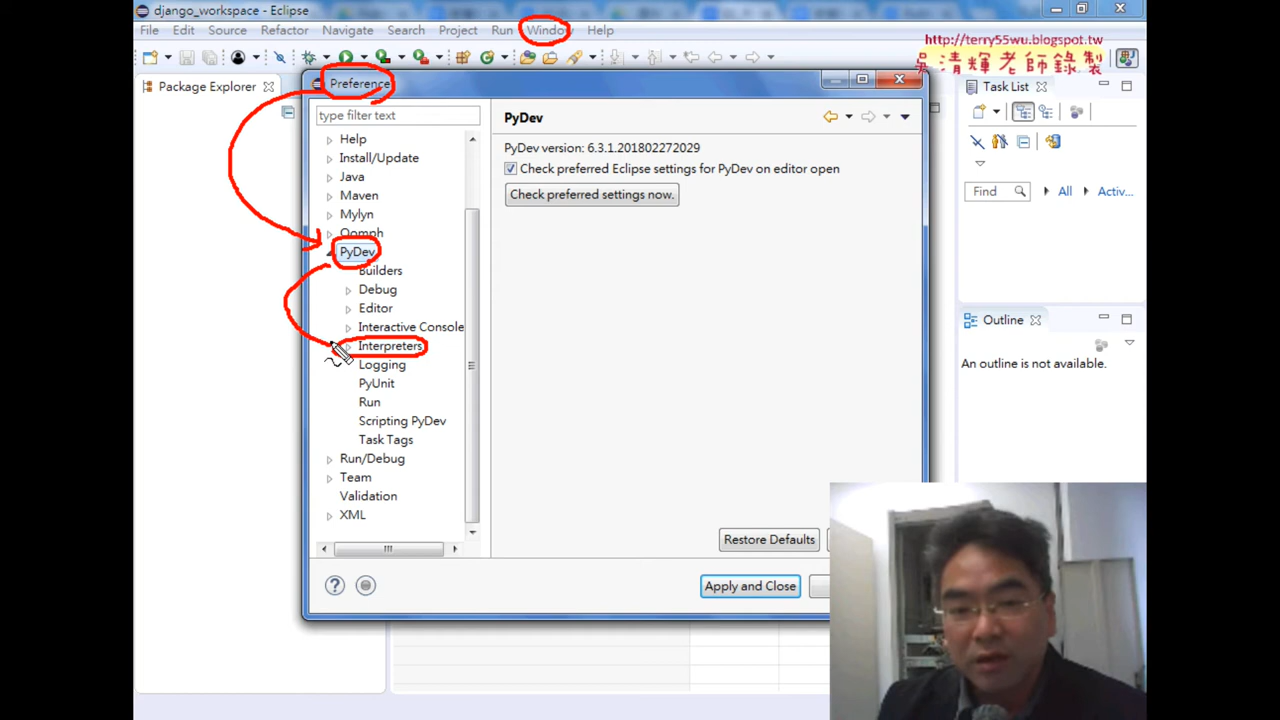 django_workspace - Eclipse
File Edit Source Refactor Navigate Search Project Run Window Help
http://terry55wu.blogspot.tw
吳清輝老師錄製
Package Explorer
Preference
Task List
type filter text
PyDev
Help
Install/Update
Java
Maven
Mylyn
Oomph
PyDev
Builders
Debug
Editor
Interactive Console
Interpreters
Logging
PyUnit
Run
Scripting PyDev
Task Tags
Run/Debug
Team
Validation
XML
PyDev version: 6.3.1.201802272029
Check preferred Eclipse settings for PyDev on editor open
Check preferred settings now.
Find All Activ...
Outline
An outline is not available.
Restore Defaults
Apply and Close